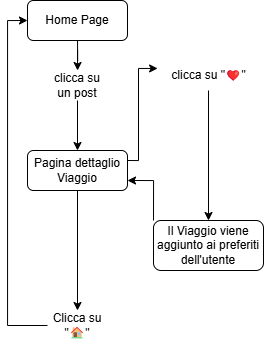 Home Page
clicca su
un post
clicca su "❤️"
Pagina dettaglio
Viaggio
Il Viaggio viene
aggiunto ai preferiti
dell'utente
Clicca su
"🏠"